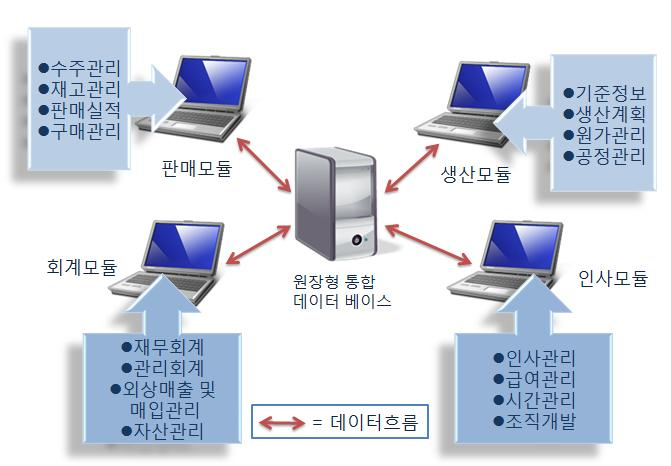 ●수주관리
●재고관리
●판매실적
●구매관리
판매모듈
●기준정보
●생산계획
●원가관리
●공정관리
생산모듈
원장형 통합
데이터 베이스
회계모듈
●재무회계
●관리회계
●외상매출 및
매입관리
●자산관리
인사모듈
●인사관리
●급여관리
●시간관리
●조직개발
= 데이터흐름